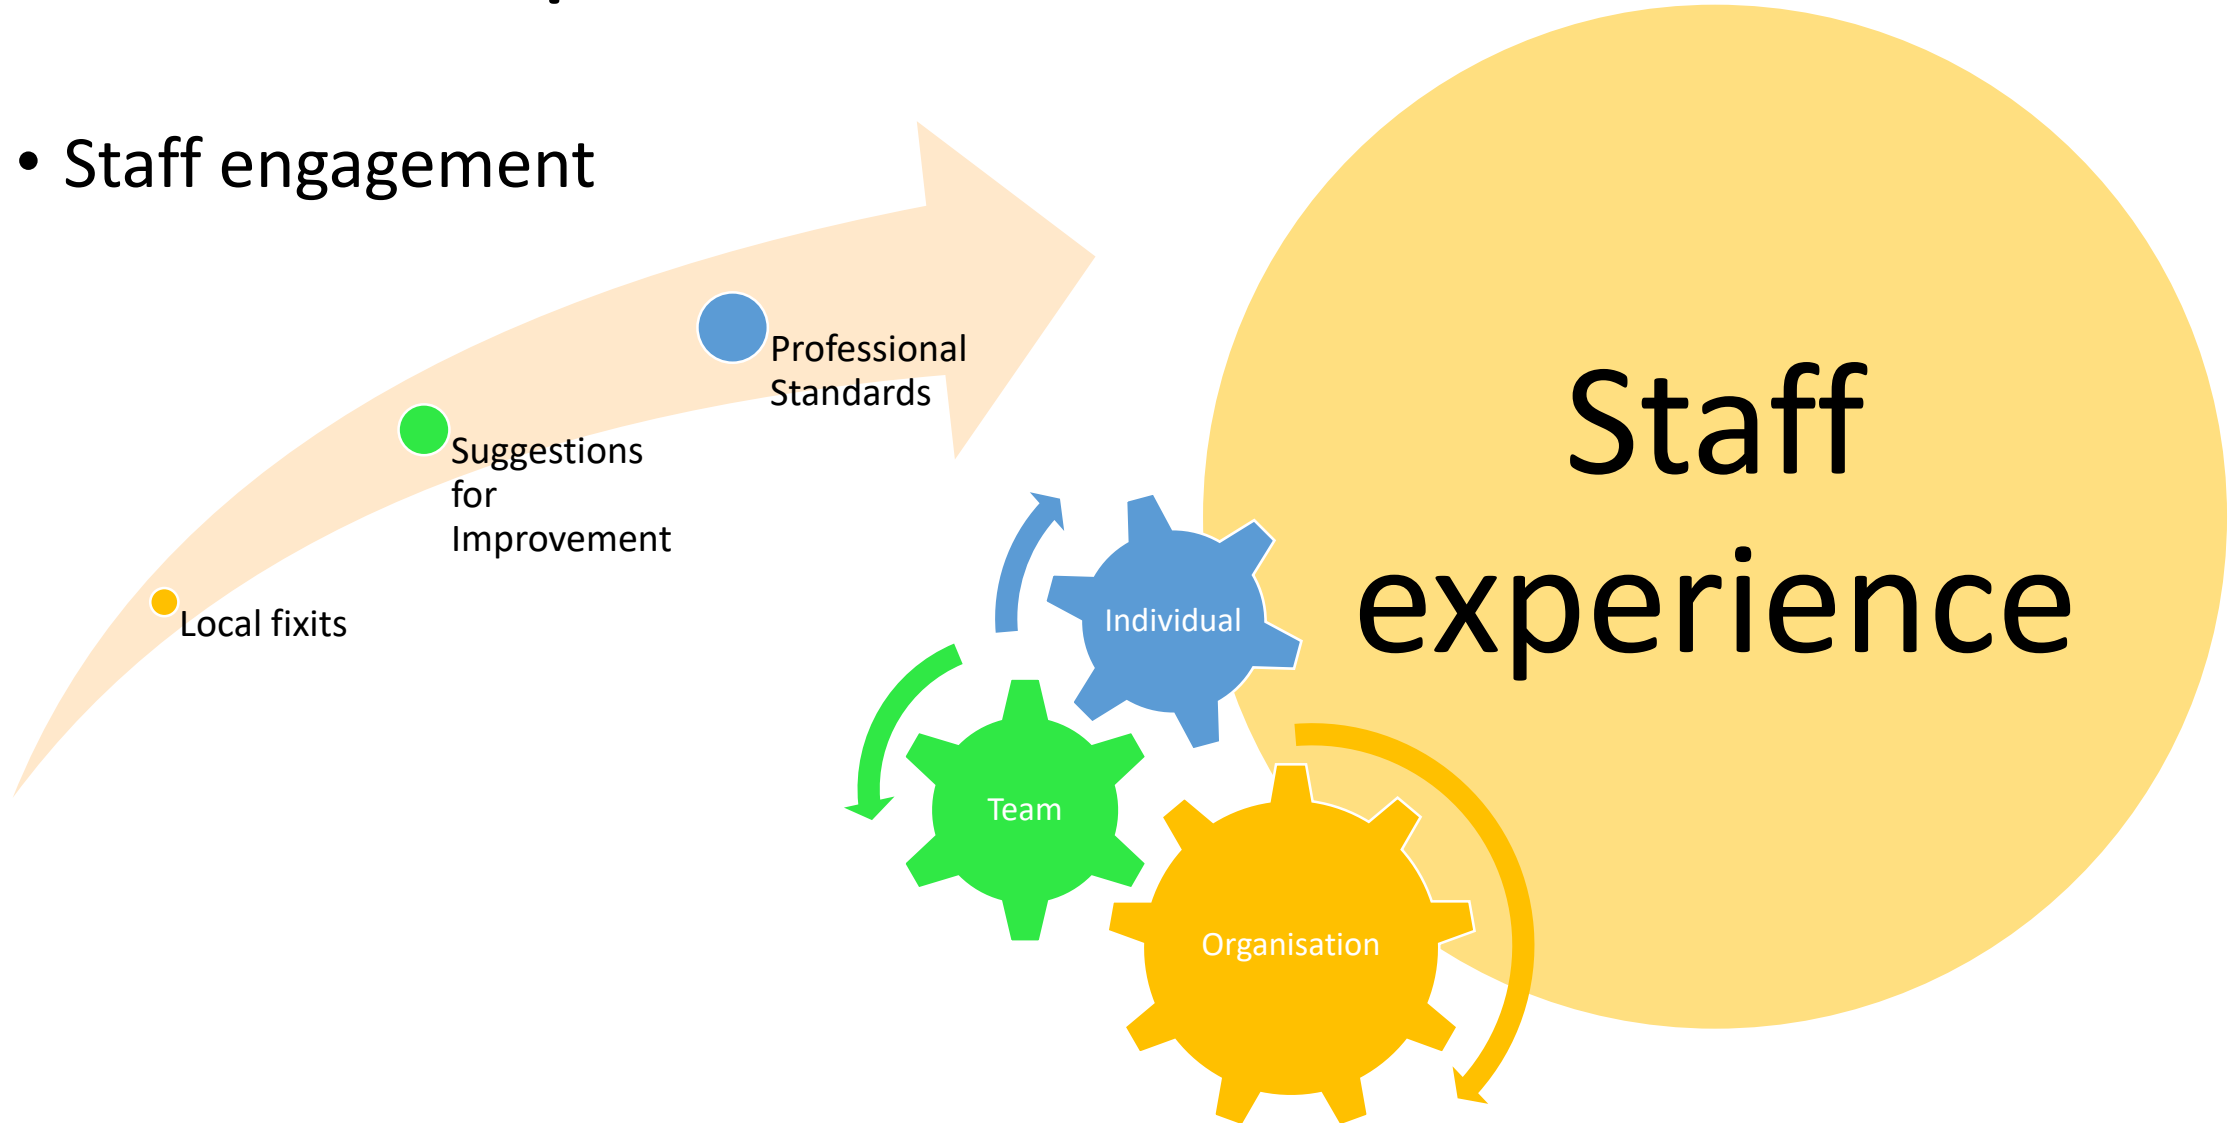 • Staff engagement
Professional
Standards
Suggestions
for
Improvement
Local fixits
Staff
experience
Individual
Team
Organisation